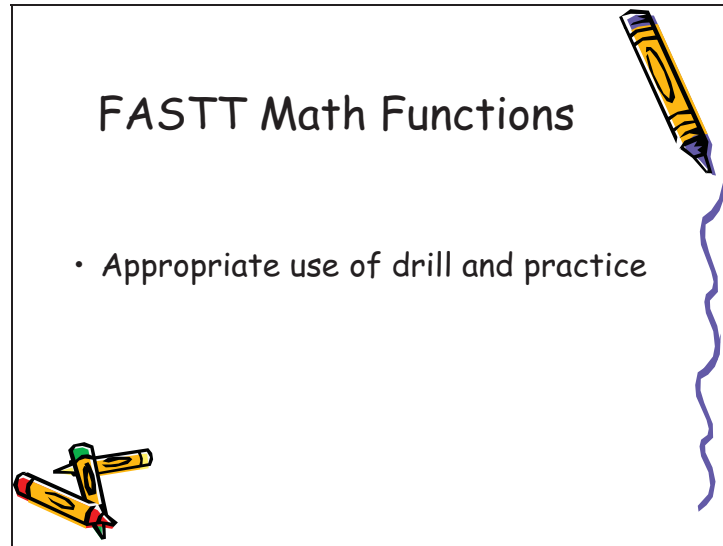 FASTT Math Functions
• Appropriate use of drill and practice